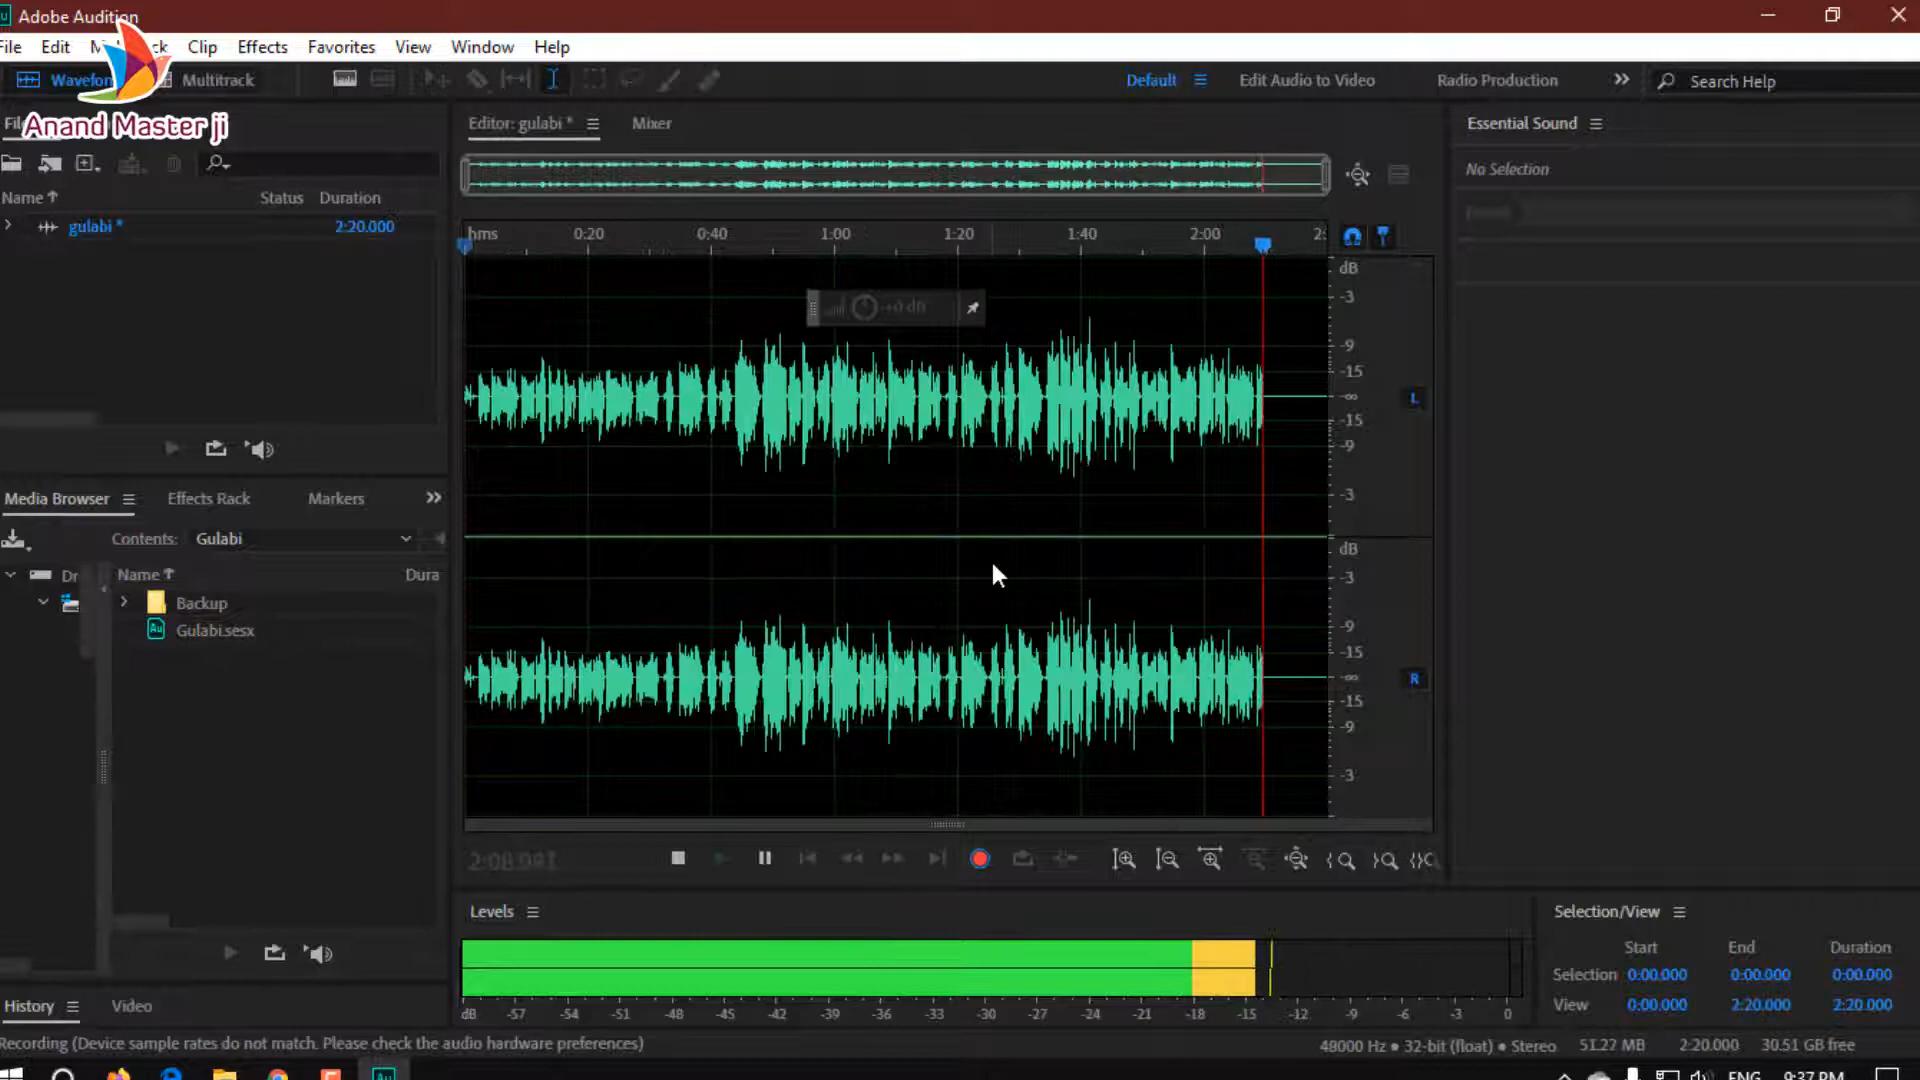 Adobe Audition
File Edit Clip Effects Favorites View Window Help
Multitrack
Default
Edit Audio to Video
Radio Production
Search Help
Anand Master ji
Editor: gulabi *
Mixer
Essential Sound
No Selection
Name Status Duration
gulabi * 2:20.000
hms 0:20 0:40 1:00 1:20 1:40 2:00
+0 dB
dB
-3
-9
-15
-∞
-15
-9
-3
L
dB
-3
-9
-15
-∞
-15
-9
-3
R
Media Browser
Effects Rack
Markers
Contents: Gulabi
Dr
Name
Dura
Backup
Gulabi.sesx
Levels
dB -57 -54 -51 -48 -45 -42 -39 -36 -33 -30 -27 -24 -21 -18 -15 -12 -9 -6 -3 0
Selection/View
Start End Duration
Selection 0:00.000 0:00.000 0:00.000
View 0:00.000 2:20.000 2:20.000
History
Video
Recording (Device sample rates do not match. Please check the audio hardware preferences)
48000 Hz • 32-bit (float) • Stereo 51.27 MB 2:20.000 30.51 GB free
ENG
9:37 PM